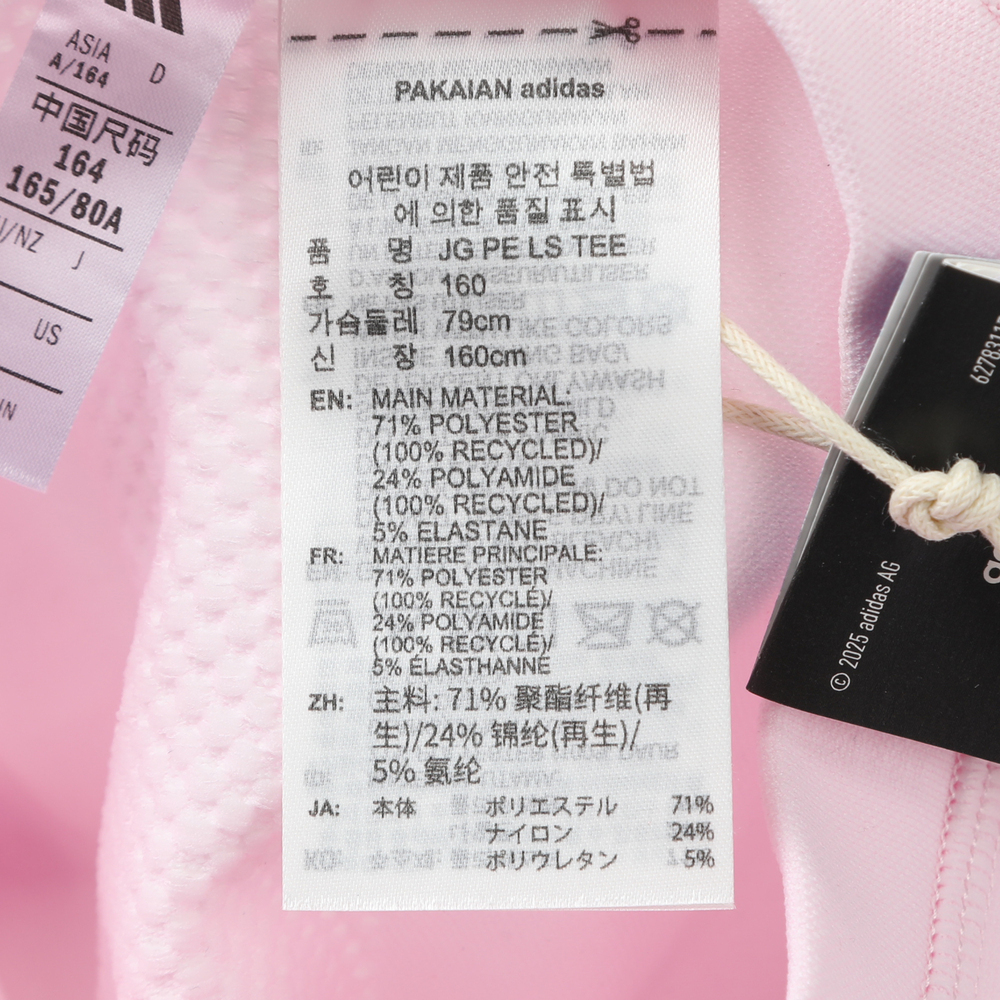 ASIA
A/164
D
中国尺码
164
165/80A
/NZ
J
US
IN
PAKAIAN adidas
어린이 제품 안전 특별법
에 의한 품질 표시
품 명 JG PE LS TEE
호 칭 160
가슴둘레 79cm
신 장 160cm
EN: MAIN MATERIAL:
71% POLYESTER
(100% RECYCLED)/
24% POLYAMIDE
(100% RECYCLED)/
5% ELASTANE
FR: MATIERE PRINCIPALE:
71% POLYESTER
(100% RECYCLÉ)/
24% POLYAMIDE
(100% RECYCLÉ)/
5% ÉLASTHANNE
ZH: 主料: 71% 聚酯纤维(再
生)/24% 锦纶(再生)/
5% 氨纶
JA: 本体 ポリエステル 71%
ナイロン 24%
ポリウレタン 5%
© 2025 adidas AG